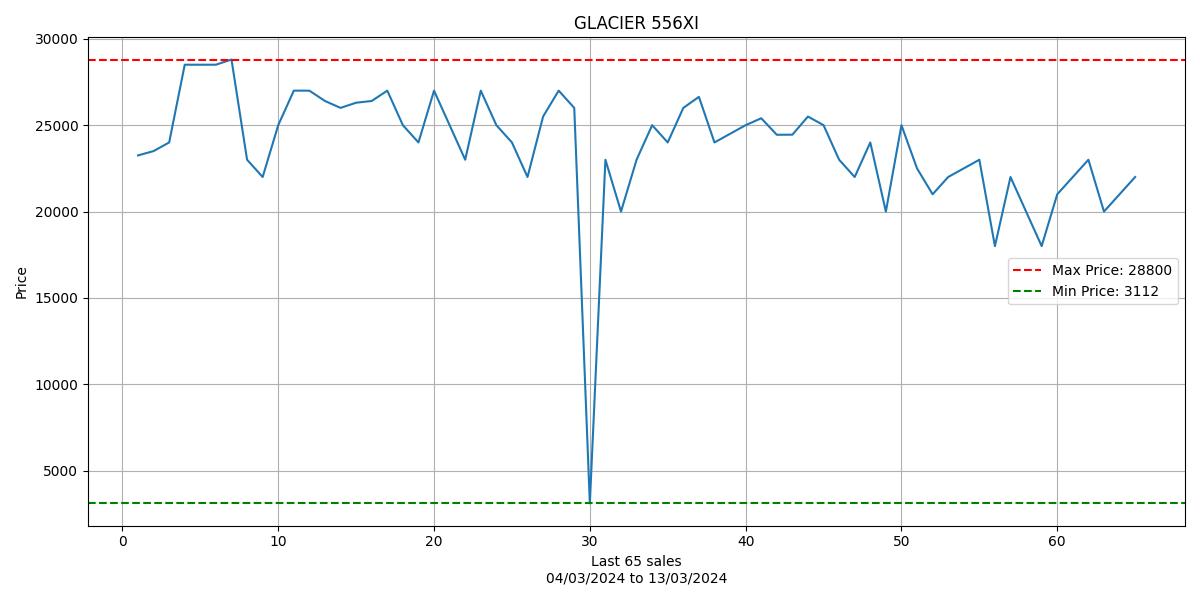 GLACIER 556XI
30000
25000
20000
15000
10000
5000
Price
Max Price: 28800
Min Price: 3112
0 10 20 30 40 50 60
Last 65 sales
04/03/2024 to 13/03/2024